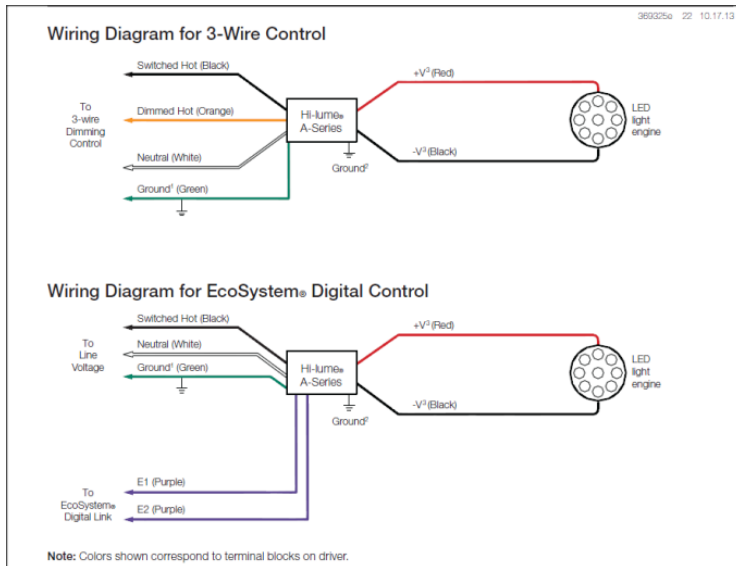 369325e 22 10.17.13
Wiring Diagram for 3-Wire Control
Switched Hot (Black)
+V³ (Red)
To
3-wire
Dimming
Control
Dimmed Hot (Orange)
Hi-lume®
A-Series
LED
light
engine
Neutral (White)
-V³ (Black)
Ground²
Ground¹ (Green)
Wiring Diagram for EcoSystem® Digital Control
Switched Hot (Black)
+V³ (Red)
To
Line
Voltage
Neutral (White)
Ground¹ (Green)
Hi-lume®
A-Series
LED
light
engine
-V³ (Black)
Ground²
To
EcoSystem®
Digital Link
E1 (Purple)
E2 (Purple)
Note: Colors shown correspond to terminal blocks on driver.